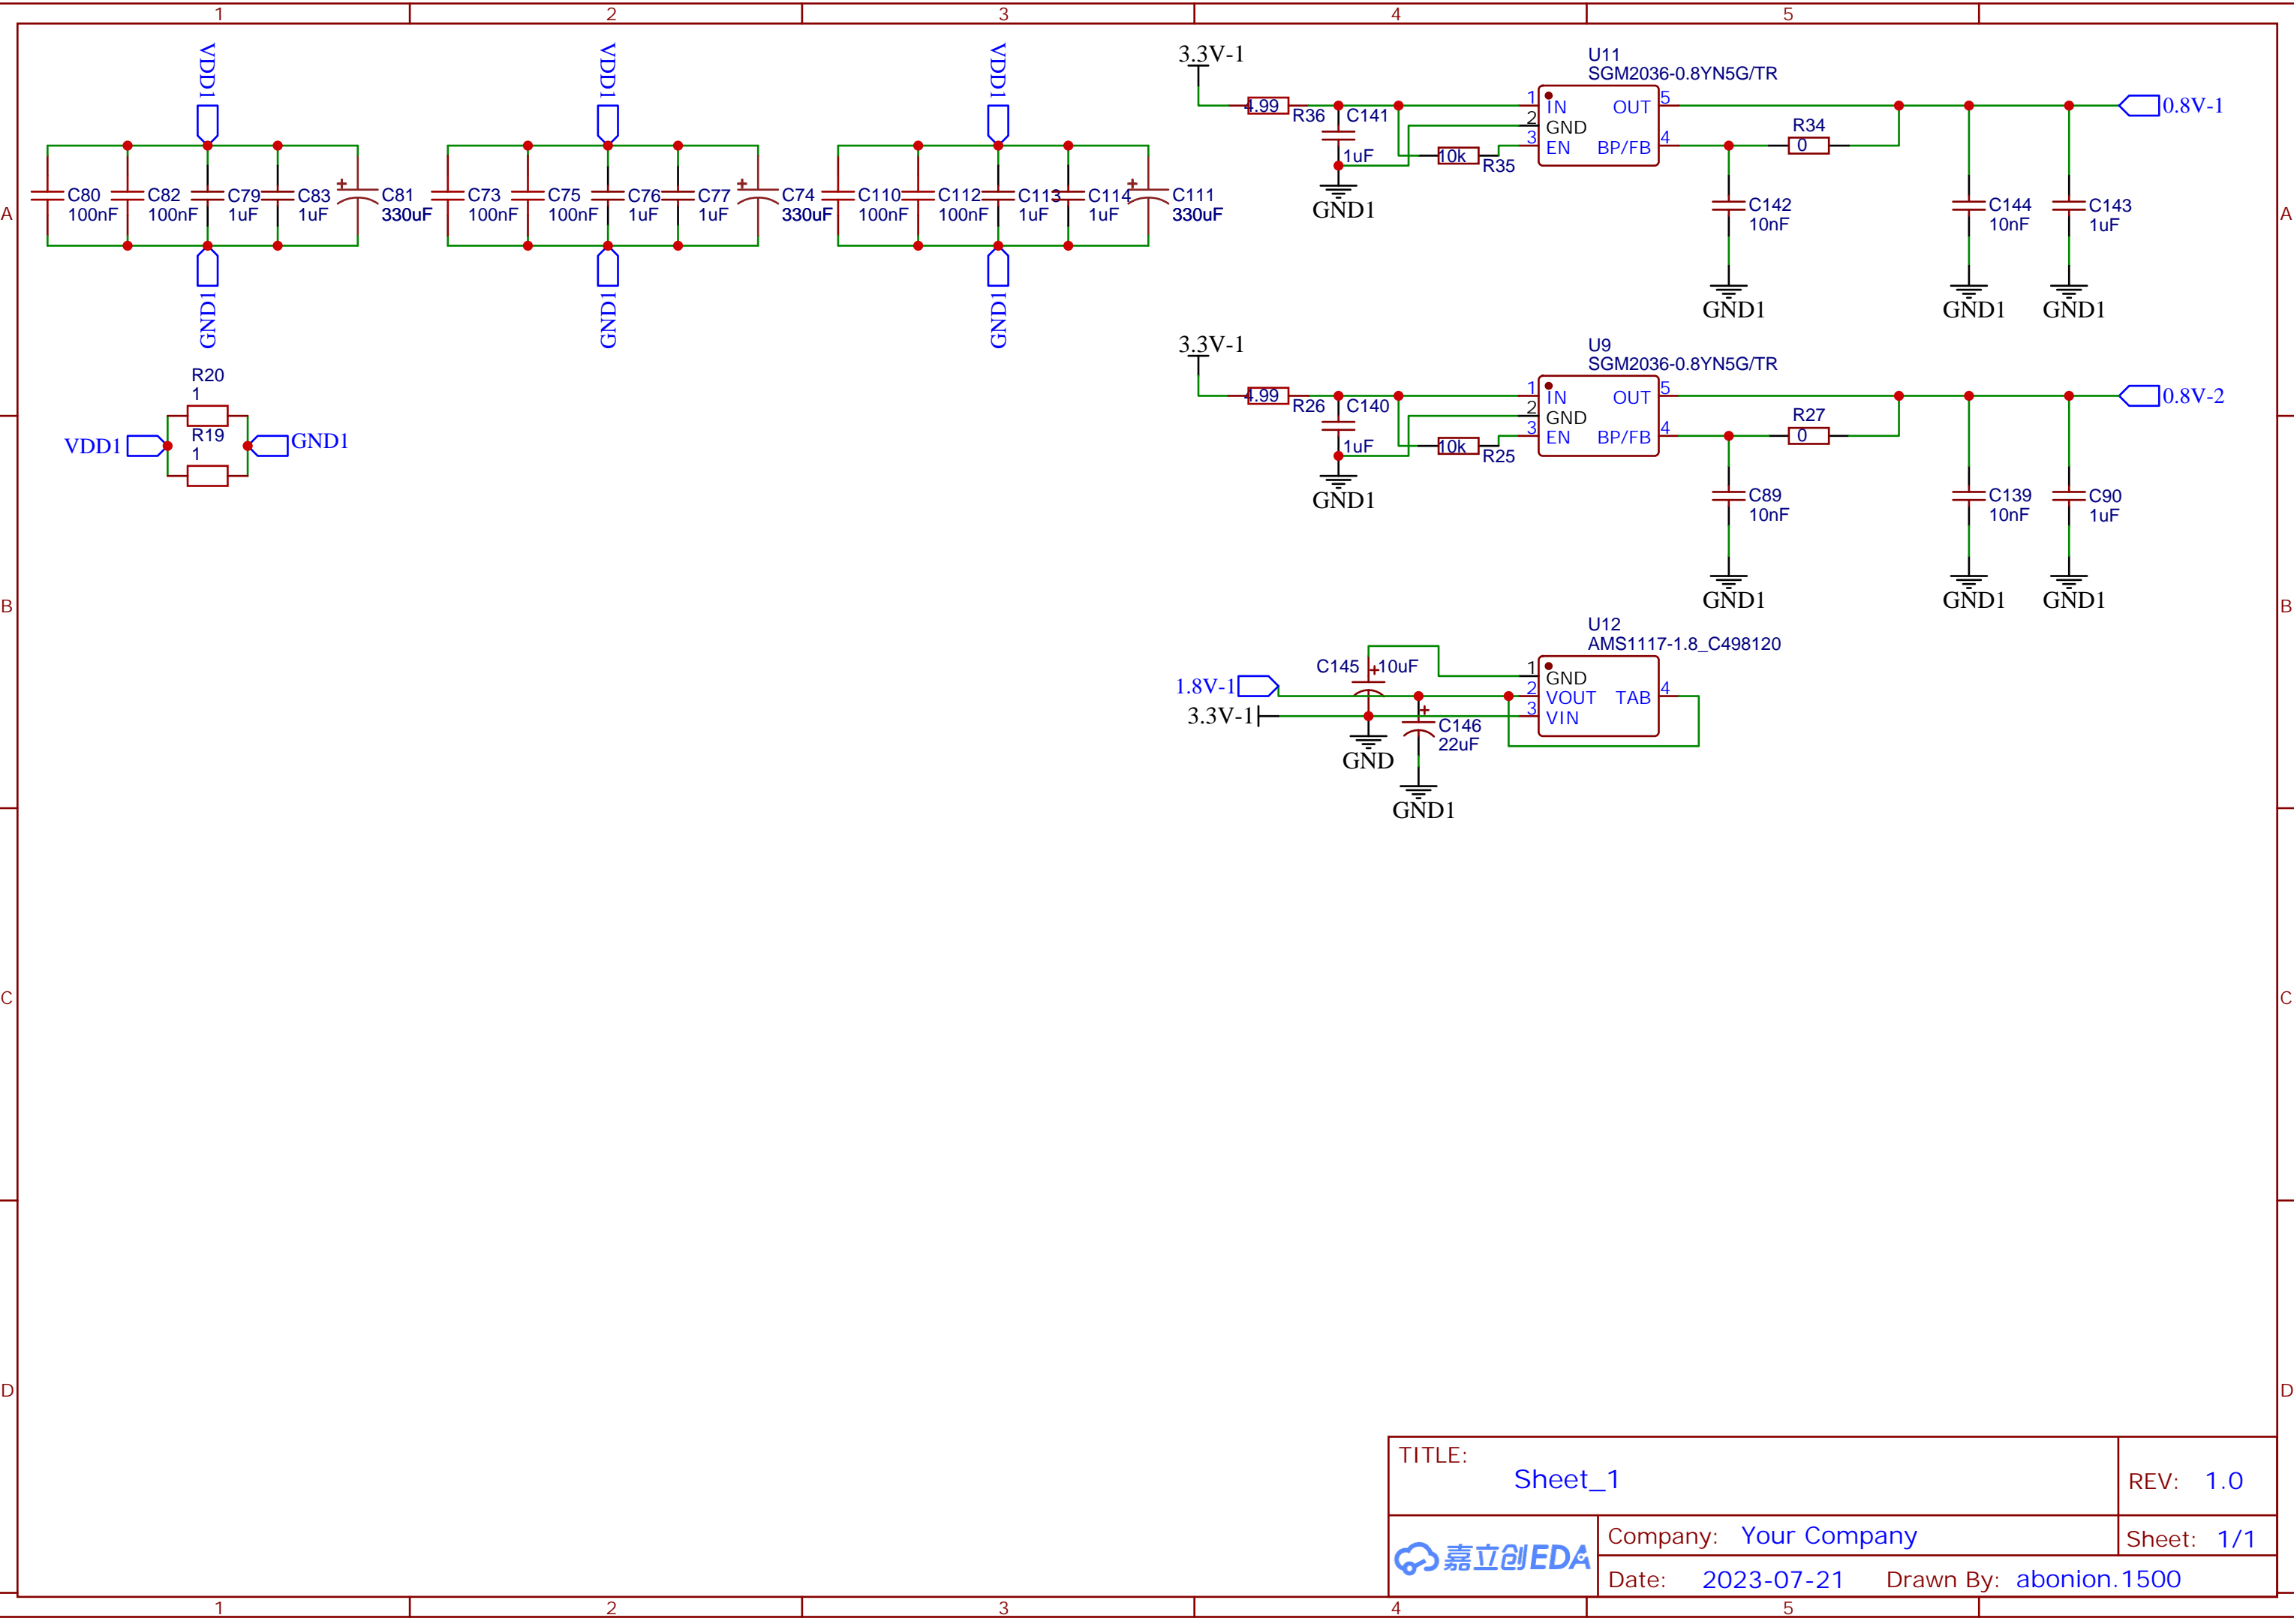 1 2 3 4 5
VDD1 VDD1 VDD1
C80 100nF
C82 100nF
C79 1uF
C83 1uF
+ C81 330uF
C73 100nF
C75 100nF
C76 1uF
C77 1uF
+ C74 330uF
C110 100nF
C112 100nF
C113 1uF
C114 1uF
+ C111 330uF
GND1 GND1 GND1
R20
1
R19
1
VDD1 GND1
3.3V-1
4.99 R36
C141
1uF
GND1
10k R35
U11
SGM2036-0.8YN5G/TR
1 IN OUT 5
2 GND
3 EN BP/FB 4
R34
0
0.8V-1
C142
10nF
C144
10nF
C143
1uF
GND1 GND1 GND1
3.3V-1
4.99 R26
C140
1uF
GND1
10k R25
U9
SGM2036-0.8YN5G/TR
1 IN OUT 5
2 GND
3 EN BP/FB 4
R27
0
0.8V-2
C89
10nF
C139
10nF
C90
1uF
GND1 GND1 GND1
U12
AMS1117-1.8_C498120
C145 + 10uF
1 GND
2 VOUT TAB 4
3 VIN
1.8V-1
3.3V-1
+ C146
22uF
GND
GND1
A A
B B
C C
D D
TITLE:
Sheet_1
REV: 1.0
嘉立创EDA
Company: Your Company
Sheet: 1/1
Date: 2023-07-21 Drawn By: abonion.1500
1 2 3 4 5